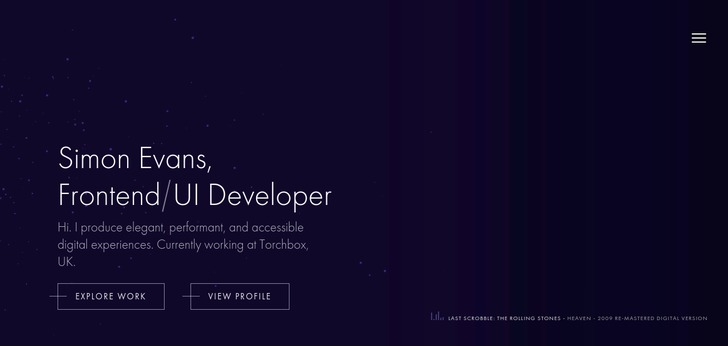 Simon Evans,
Frontend/UI Developer
Hi. I produce elegant, performant, and accessible
digital experiences. Currently working at Torchbox,
UK.
EXPLORE WORK
VIEW PROFILE
LAST SCROBBLE: THE ROLLING STONES - HEAVEN - 2009 RE-MASTERED DIGITAL VERSION